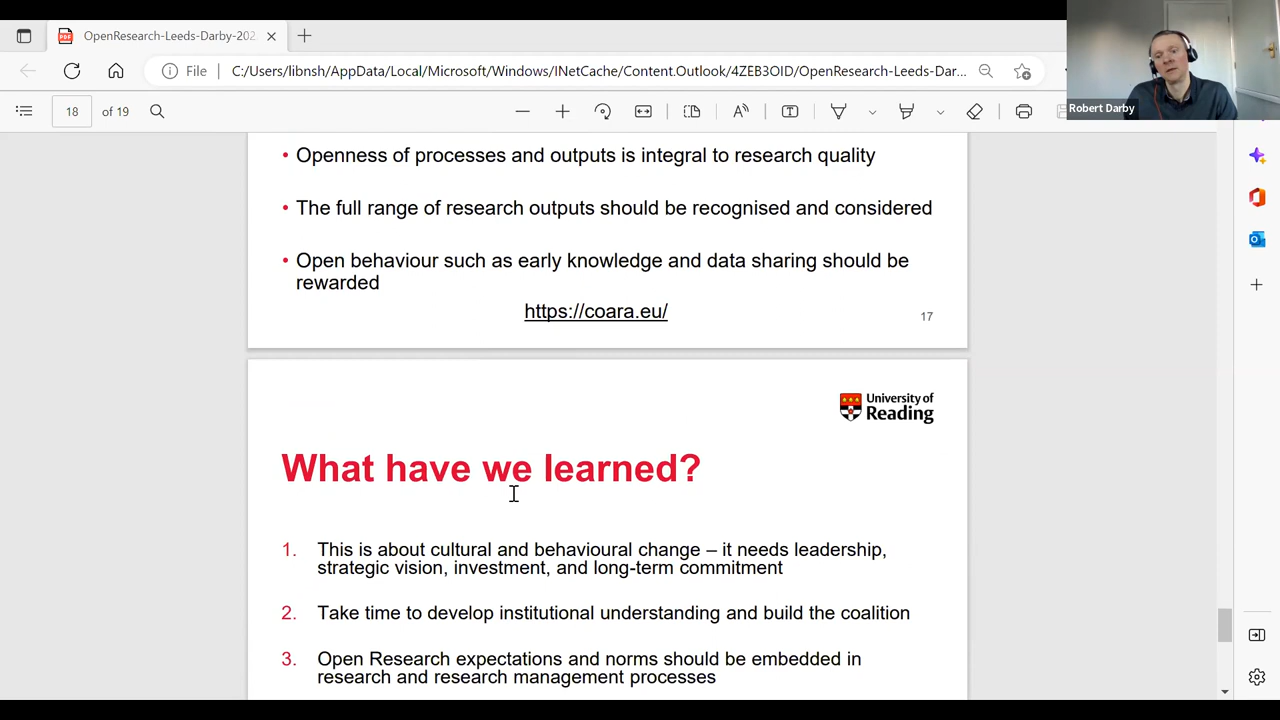 OpenResearch-Leeds-Darby-202
File
C:/Users/libnsh/AppData/Local/Microsoft/Windows/INetCache/Content.Outlook/4ZEB3OID/OpenResearch-Leeds-Dar...
Robert Darby
18 of 19
• Openness of processes and outputs is integral to research quality
• The full range of research outputs should be recognised and considered
• Open behaviour such as early knowledge and data sharing should be
rewarded
https://coara.eu/
17
University of
Reading
What have we learned?
1. This is about cultural and behavioural change – it needs leadership,
strategic vision, investment, and long-term commitment
2. Take time to develop institutional understanding and build the coalition
3. Open Research expectations and norms should be embedded in
research and research management processes